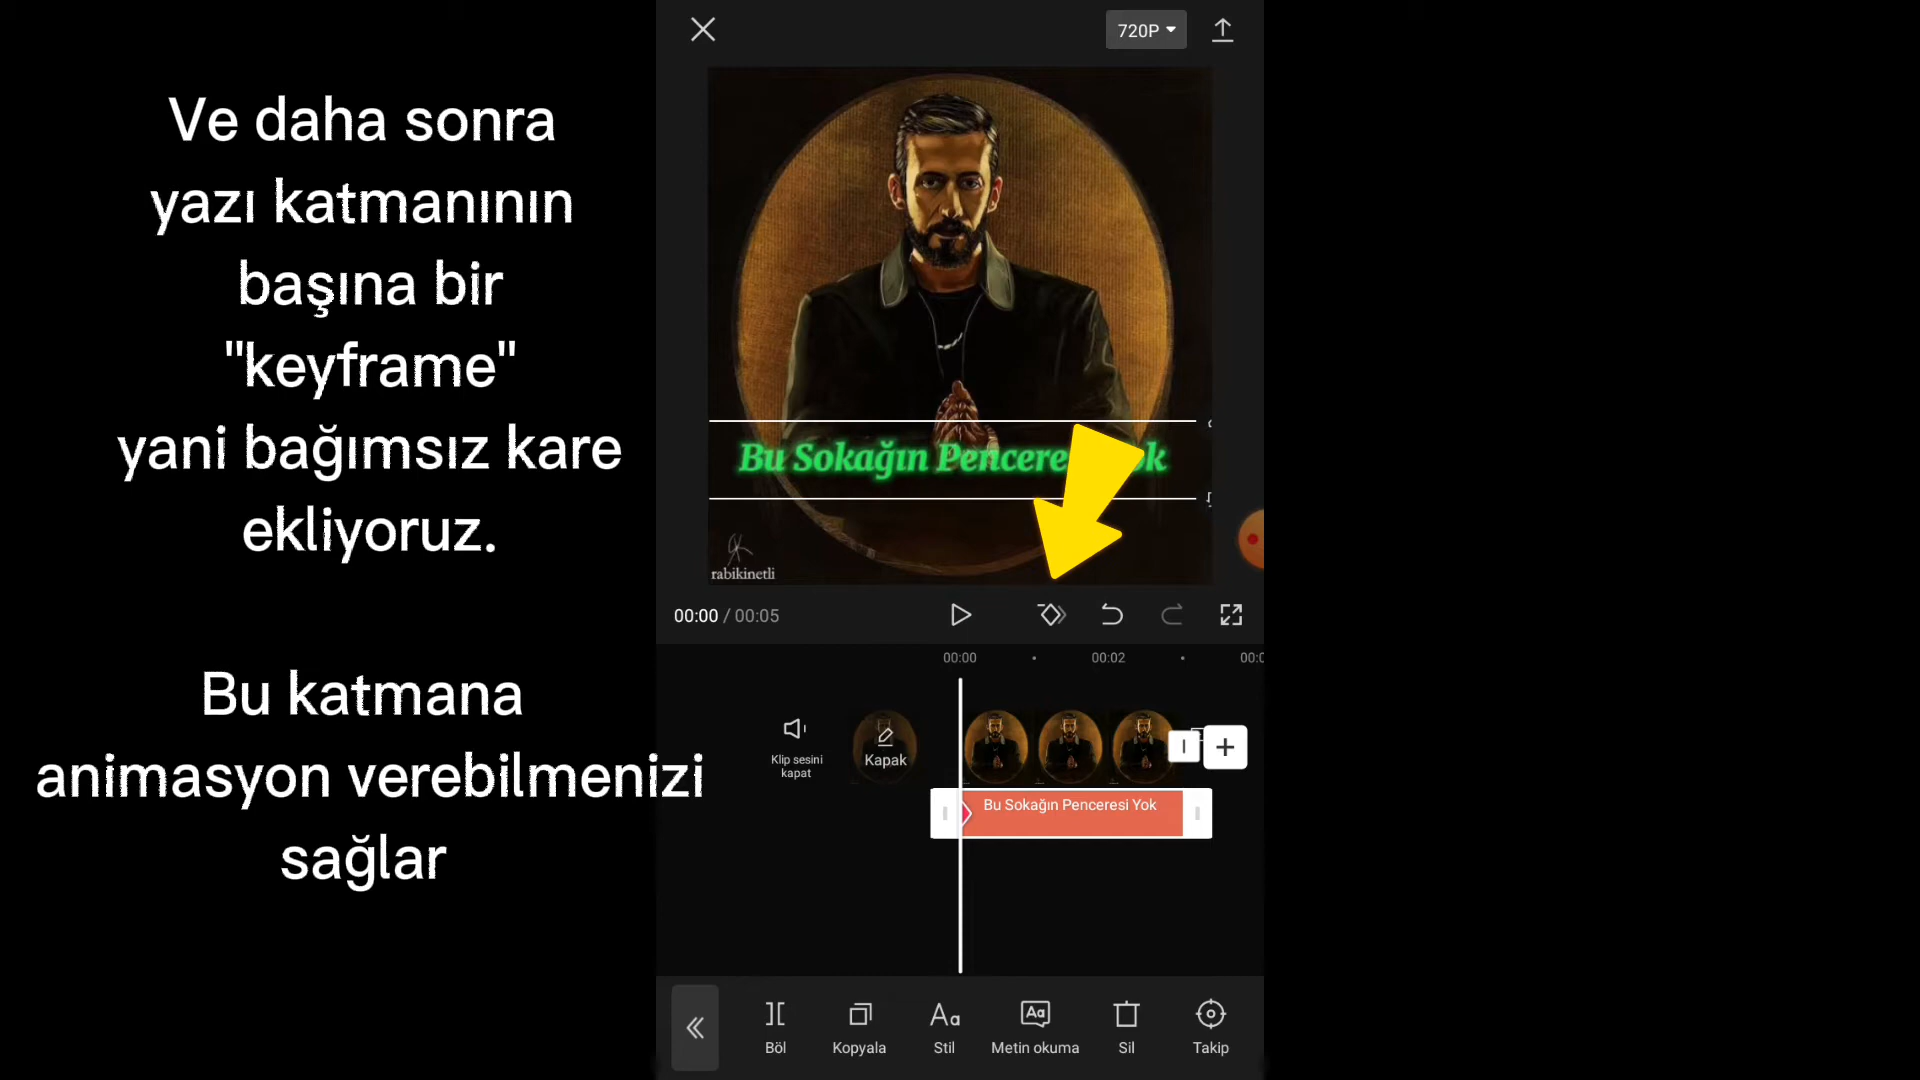 Ve daha sonra
yazı katmanının
başına bir
"keyframe"
yani bağımsız kare
ekliyoruz.
Bu katmana
animasyon verebilmenizi
sağlar
720P
Bu Sokağın Penceresi Yok
rabikinetli
00:00 / 00:05
00:00
00:02
Klip sesini
kapat
Kapak
Bu Sokağın Penceresi Yok
Böl
Kopyala
Stil
Metin okuma
Sil
Takip